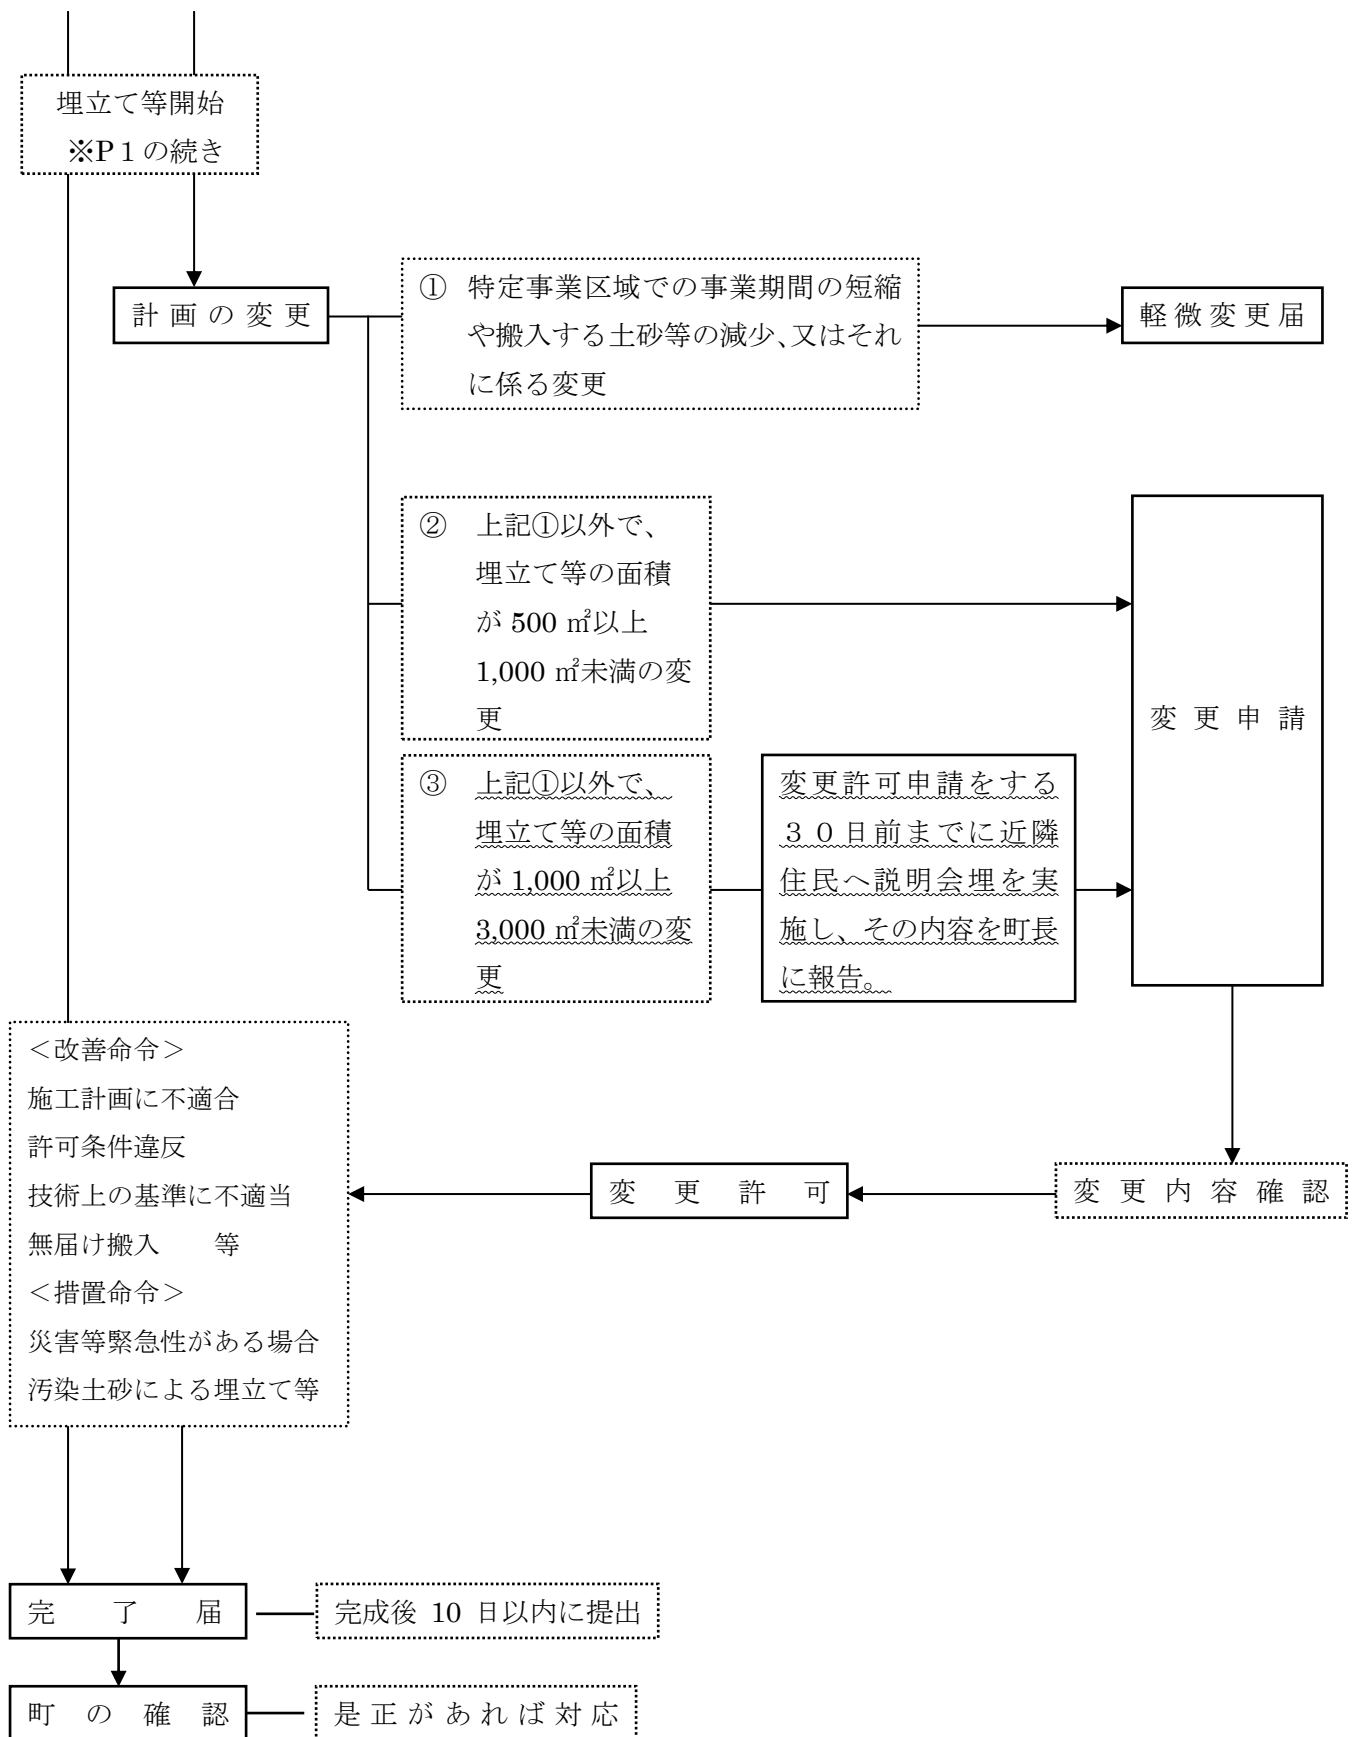 埋立て等開始
※P１の続き
計画の変更
① 特定事業区域での事業期間の短縮
や搬入する土砂等の減少、又はそれ
に係る変更
軽微変更届
② 上記①以外で、
埋立て等の面積
が 500 ㎡以上
1,000 ㎡未満の変
更
変更申請
③ 上記①以外で、
埋立て等の面積
が 1,000 ㎡以上
3,000 ㎡未満の変
更
変更許可申請をする
３０日前までに近隣
住民へ説明会埋を実
施し、その内容を町長
に報告。
＜改善命令＞
施工計画に不適合
許可条件違反
技術上の基準に不適当
無届け搬入　　等
＜措置命令＞
災害等緊急性がある場合
汚染土砂による埋立て等
変更許可
変更内容確認
完了届
完成後 10 日以内に提出
町の確認
是正があれば対応